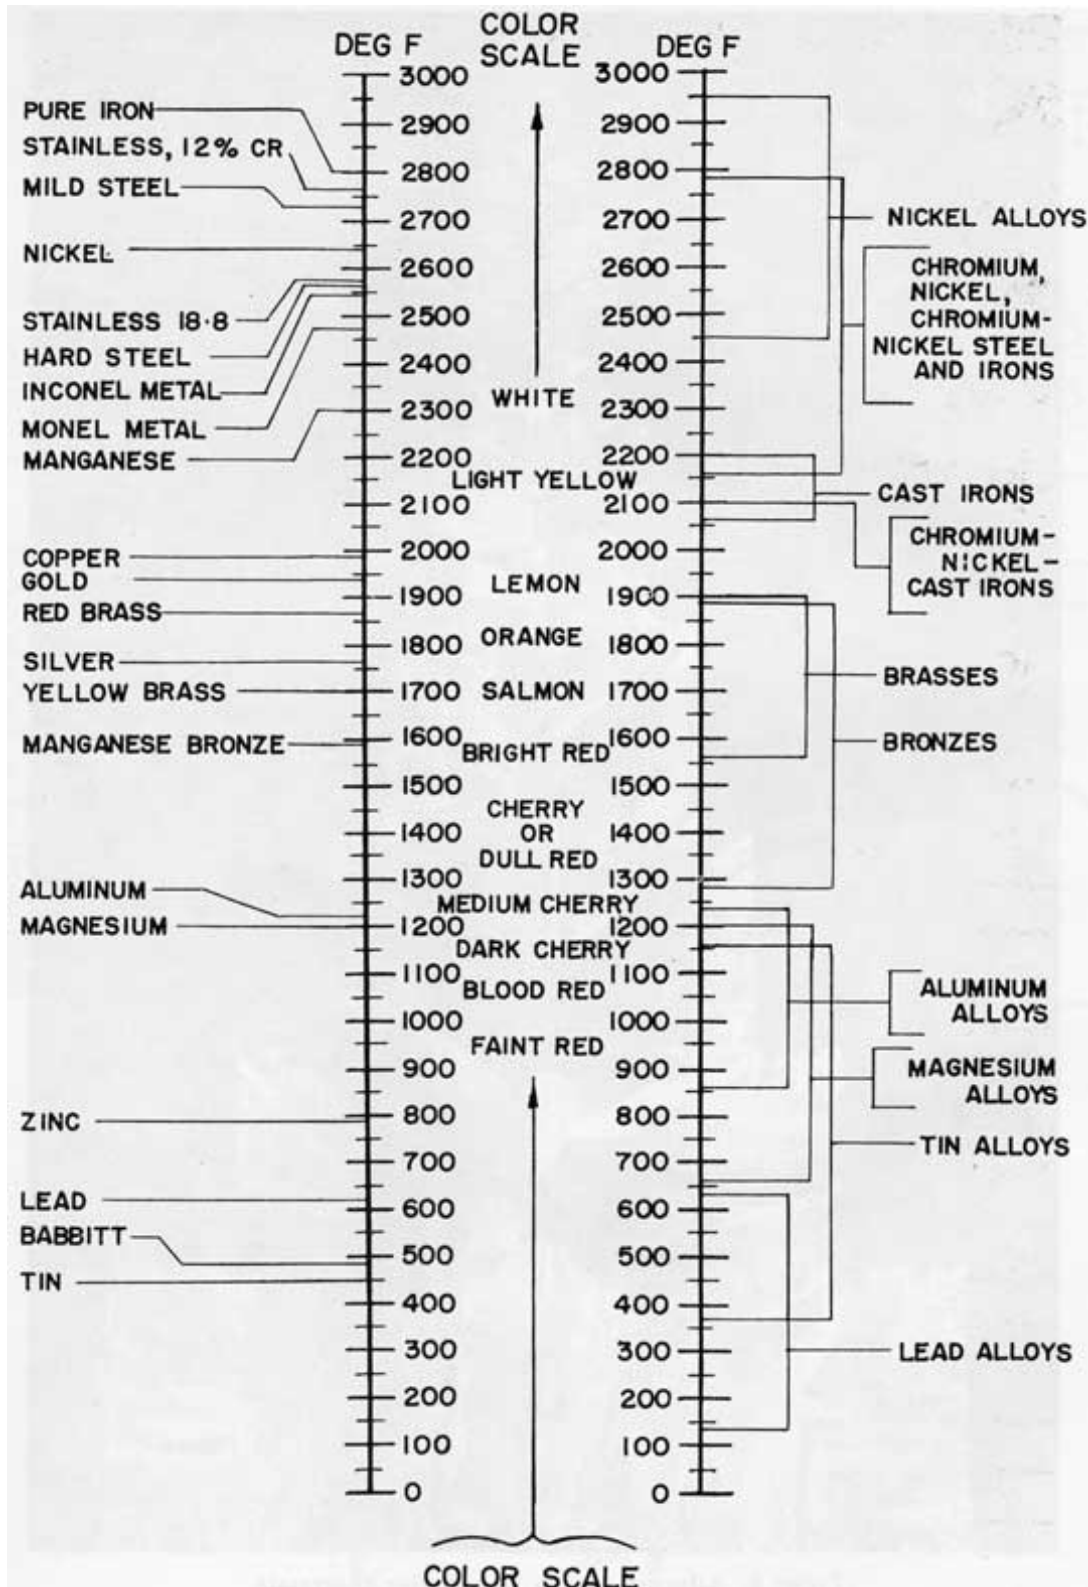 COLOR
SCALE
DEG F
DEG F
3000
2900
2800
2700
2600
2500
2400
2300
2200
2100
2000
1900
1800
1700
1600
1500
1400
1300
1200
1100
1000
900
800
700
600
500
400
300
200
100
0
PURE IRON
STAINLESS, 12% CR
MILD STEEL
NICKEL
STAINLESS 18-8
HARD STEEL
INCONEL METAL
MONEL METAL
MANGANESE
COPPER
GOLD
RED BRASS
SILVER
YELLOW BRASS
MANGANESE BRONZE
ALUMINUM
MAGNESIUM
ZINC
LEAD
BABBITT
TIN
WHITE
LIGHT YELLOW
LEMON
ORANGE
SALMON
BRIGHT RED
CHERRY
OR
DULL RED
MEDIUM CHERRY
DARK CHERRY
BLOOD RED
FAINT RED
3000
2900
2800
2700
2600
2500
2400
2300
2200
2100
2000
1900
1800
1700
1600
1500
1400
1300
1200
1100
1000
900
800
700
600
500
400
300
200
100
0
NICKEL ALLOYS
CHROMIUM,
NICKEL,
CHROMIUM-
NICKEL STEEL
AND IRONS
CAST IRONS
CHROMIUM-
NICKEL-
CAST IRONS
BRASSES
BRONZES
ALUMINUM
ALLOYS
MAGNESIUM
ALLOYS
TIN ALLOYS
LEAD ALLOYS
COLOR SCALE